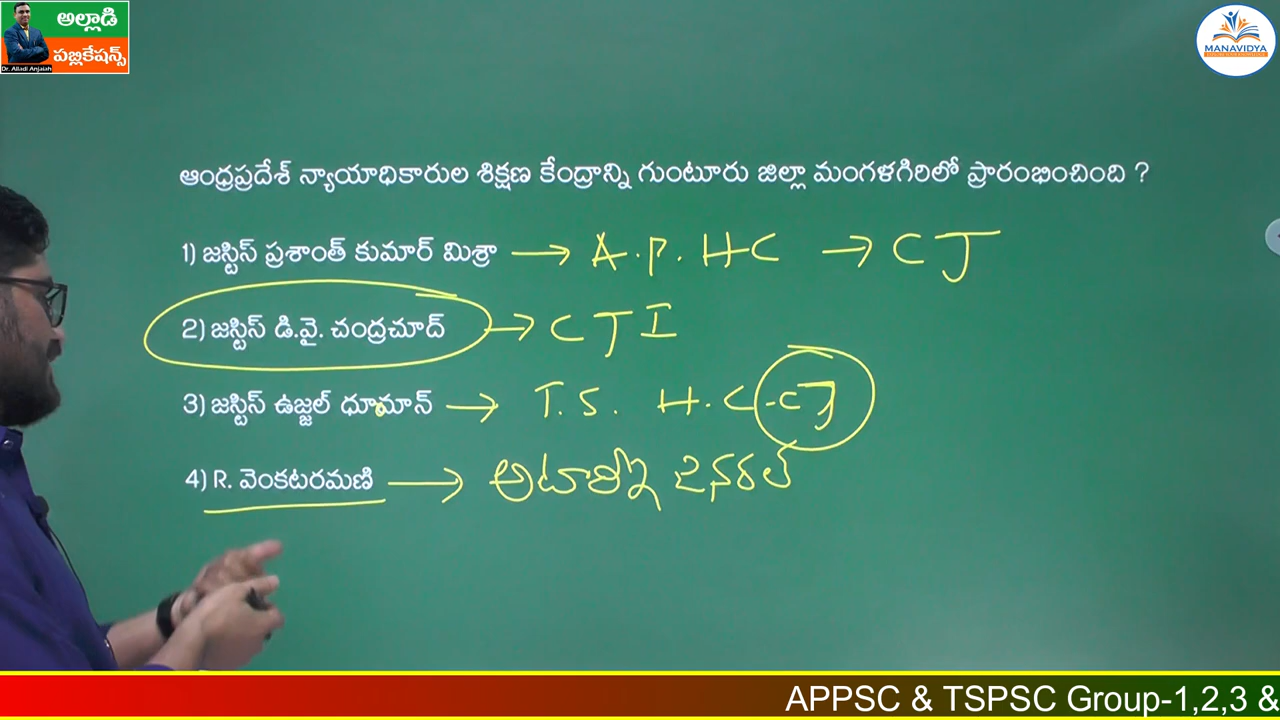 అల్లాడి
పబ్లికేషన్స్
Dr. Alladi Anjaiah
MANAVIDYA
ఆంధ్రప్రదేశ్ న్యాయాధికారుల శిక్షణ కేంద్రాన్ని గుంటూరు జిల్లా మంగళగిరిలో ప్రారంభించింది ?
1) జస్టిస్ ప్రశాంత్ కుమార్ మిశ్రా → A.P. HC → CJ
2) జస్టిస్ డి.వై. చంద్రచూద్ → CJI
3) జస్టిస్ ఉజ్జల్ ధూమాన్ → T.S. H.C - CJ
4) R. వెంకటరమణి → అటార్నీ జనరల్
APPSC & TSPSC Group-1,2,3 &